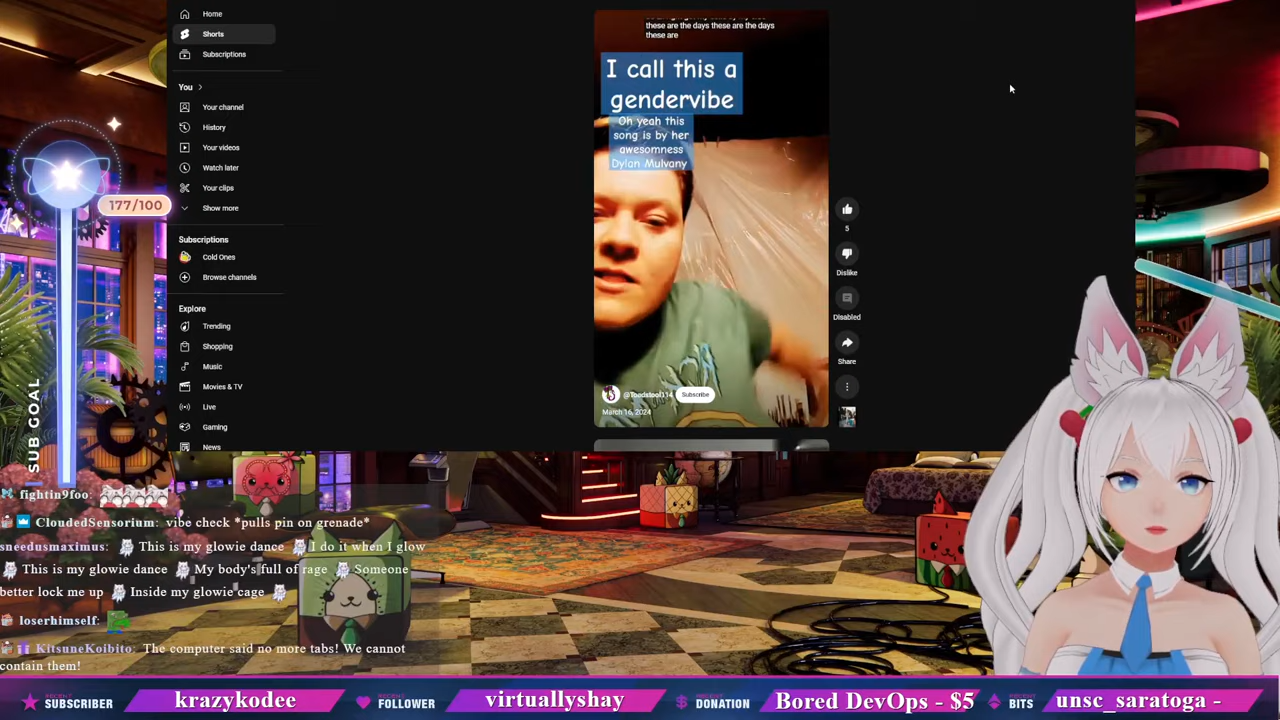 Home
Shorts
Subscriptions
You
Your channel
History
Your videos
Watch later
Your clips
Show more
Subscriptions
Cold Ones
Browse channels
Explore
Trending
Shopping
Music
Movies & TV
Live
Gaming
News
these are the days these are the days
these are
I call this a
gendervibe
Oh yeah this
song is by her
awesomness
Dylan Mulvany
@Toodstool314 Subscribe
March 16, 2024
5
Dislike
Disabled
Share
177/100
SUB GOAL
fightin9foo:
CloudedSensorium: vibe check *pulls pin on grenade*
sneedusmaximus: This is my glowie dance I do it when I glow
This is my glowie dance My body's full of rage Someone
better lock me up Inside my glowie cage
loserhimself:
KitsuneKoibito: The computer said no more tabs! We cannot
contain them!
RECENT
SUBSCRIBER
krazykodee
RECENT
FOLLOWER
virtuallyshay
RECENT
DONATION
Bored DevOps - $5
RECENT
BITS
unsc_saratoga -